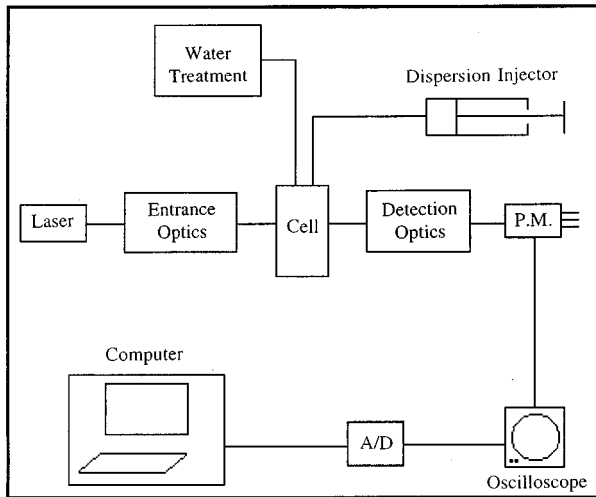 Water
Treatment
Dispersion Injector
Laser
Entrance
Optics
Cell
Detection
Optics
P.M.
Computer
A/D
Oscilloscope